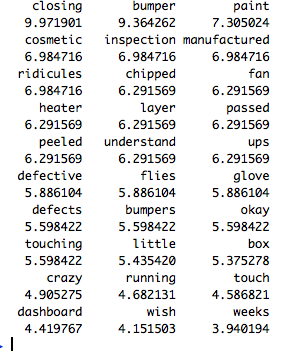 closing bumper paint
9.971901 9.364262 7.305024
cosmetic inspection manufactured
6.984716 6.984716 6.984716
ridicules chipped fan
6.984716 6.291569 6.291569
heater layer passed
6.291569 6.291569 6.291569
peeled understand ups
6.291569 6.291569 6.291569
defective flies glove
5.886104 5.886104 5.886104
defects bumpers okay
5.598422 5.598422 5.598422
touching little box
5.598422 5.435420 5.375278
crazy running touch
4.905275 4.682131 4.586821
dashboard wish weeks
4.419767 4.151503 3.940194
>